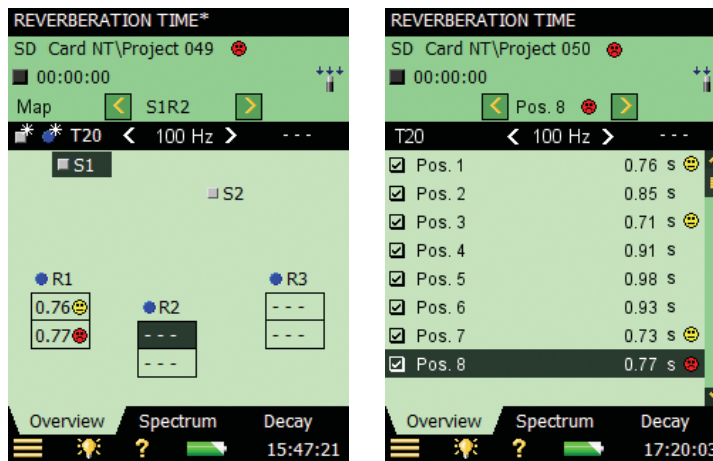 REVERBERATION TIME*
SD Card NT\Project 049
00:00:00
Map < S1R2 >
T20 < 100 Hz > - - -
S1
S2
R1
R3
0.76
R2
- - -
0.77
- - -
- - -
- - -
Overview Spectrum Decay
? 15:47:21
REVERBERATION TIME
SD Card NT\Project 050
00:00:00
< Pos. 8 >
T20 < 100 Hz > - - -
Pos. 1 0.76 s
Pos. 2 0.85 s
Pos. 3 0.71 s
Pos. 4 0.91 s
Pos. 5 0.98 s
Pos. 6 0.93 s
Pos. 7 0.73 s
Pos. 8 0.77 s
Overview Spectrum Decay
? 17:20:03